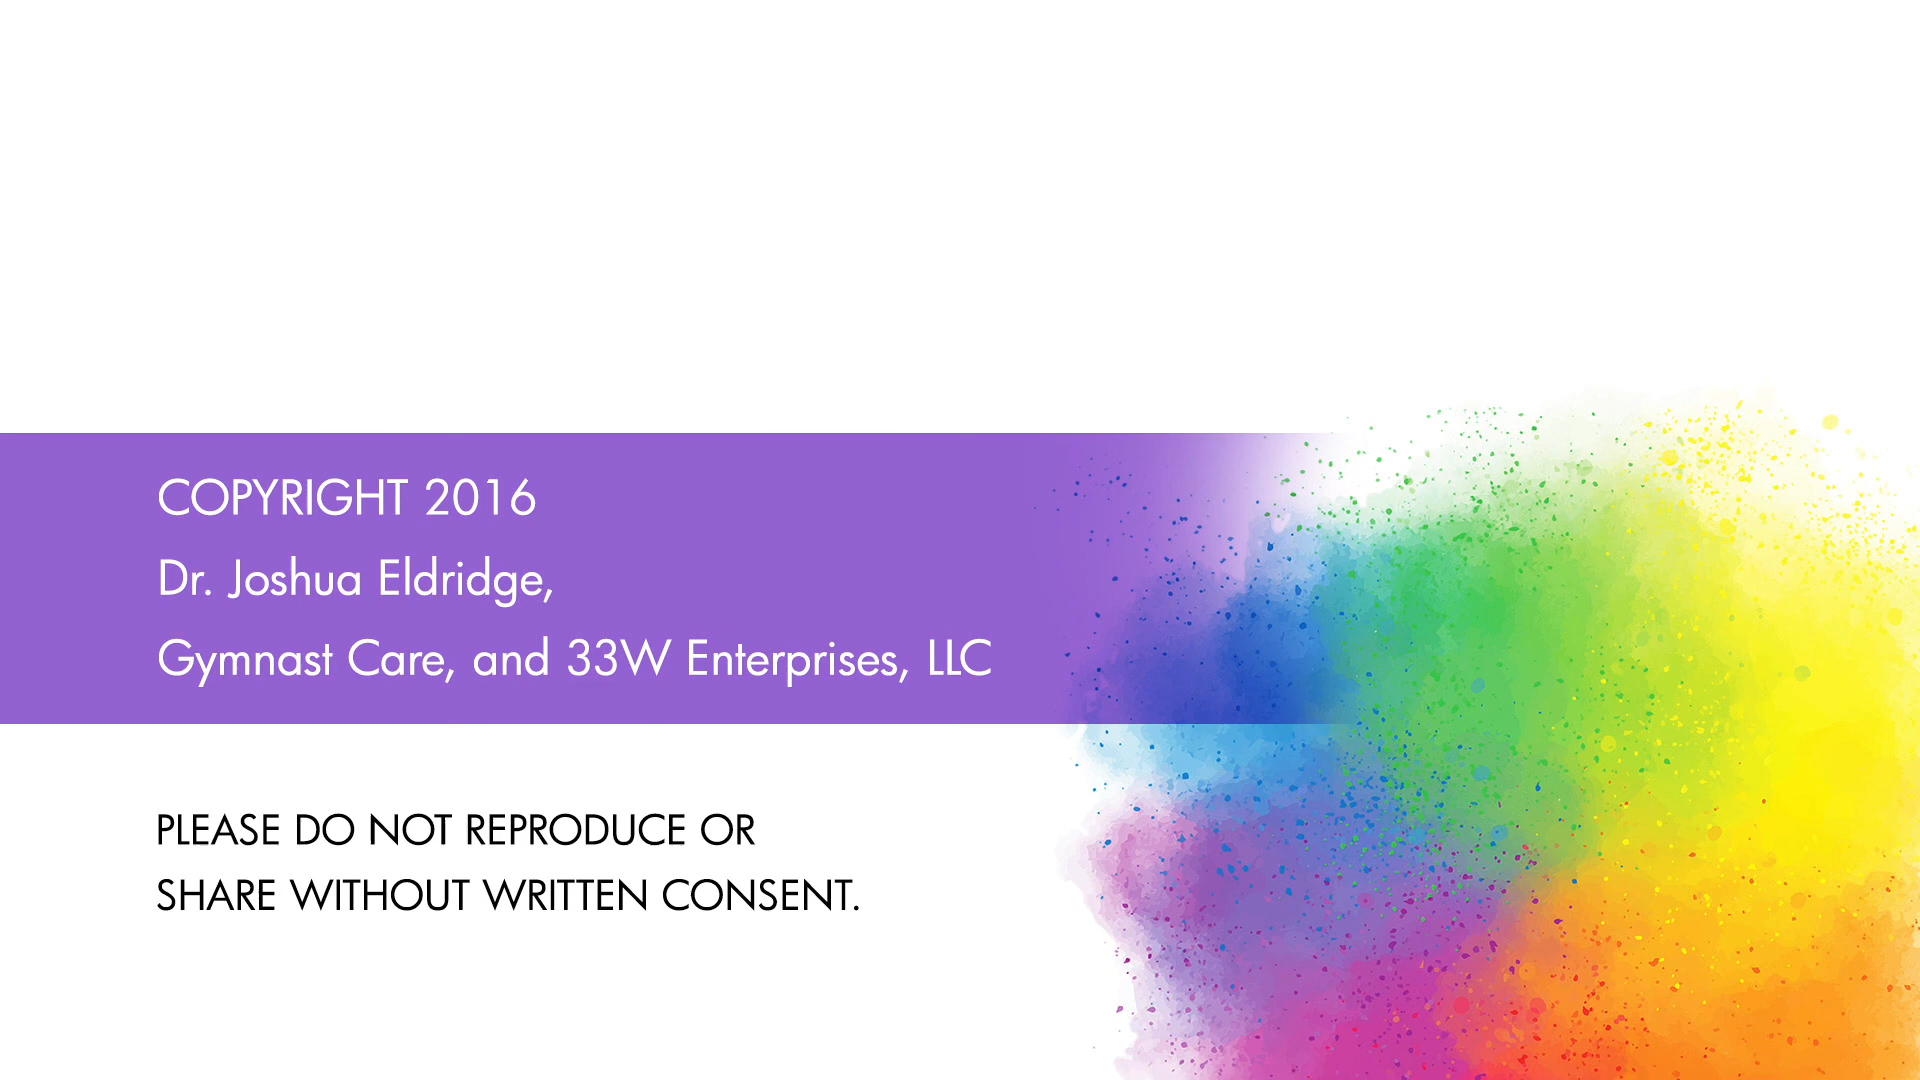 COPYRIGHT 2016
Dr. Joshua Eldridge,
Gymnast Care, and 33W Enterprises, LLC
PLEASE DO NOT REPRODUCE OR
SHARE WITHOUT WRITTEN CONSENT.